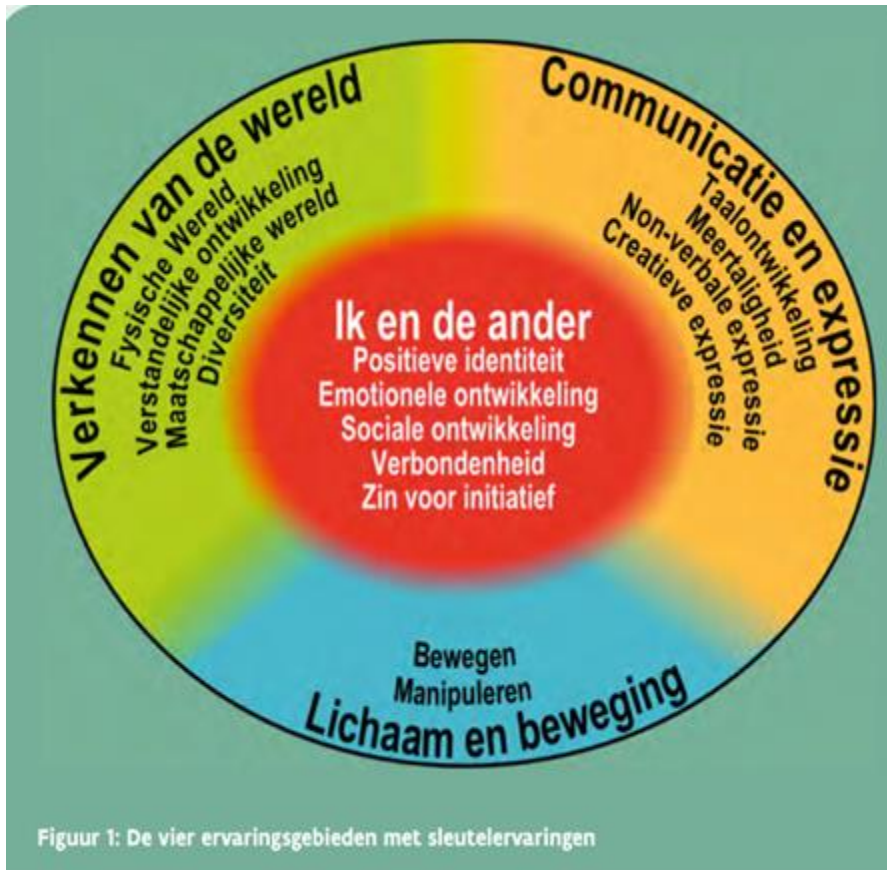 Verkennen van de wereld
Fysische Wereld
Verstandelijke ontwikkeling
Maatschappelijke wereld
Diversiteit
Communicatie en expressie
Taalontwikkeling
Meertaligheid
Non-verbale expressie
Creatieve expressie
Ik en de ander
Positieve identiteit
Emotionele ontwikkeling
Sociale ontwikkeling
Verbondenheid
Zin voor initiatief
Bewegen
Manipuleren
Lichaam en beweging
Figuur 1: De vier ervaringsgebieden met sleutelervaringen